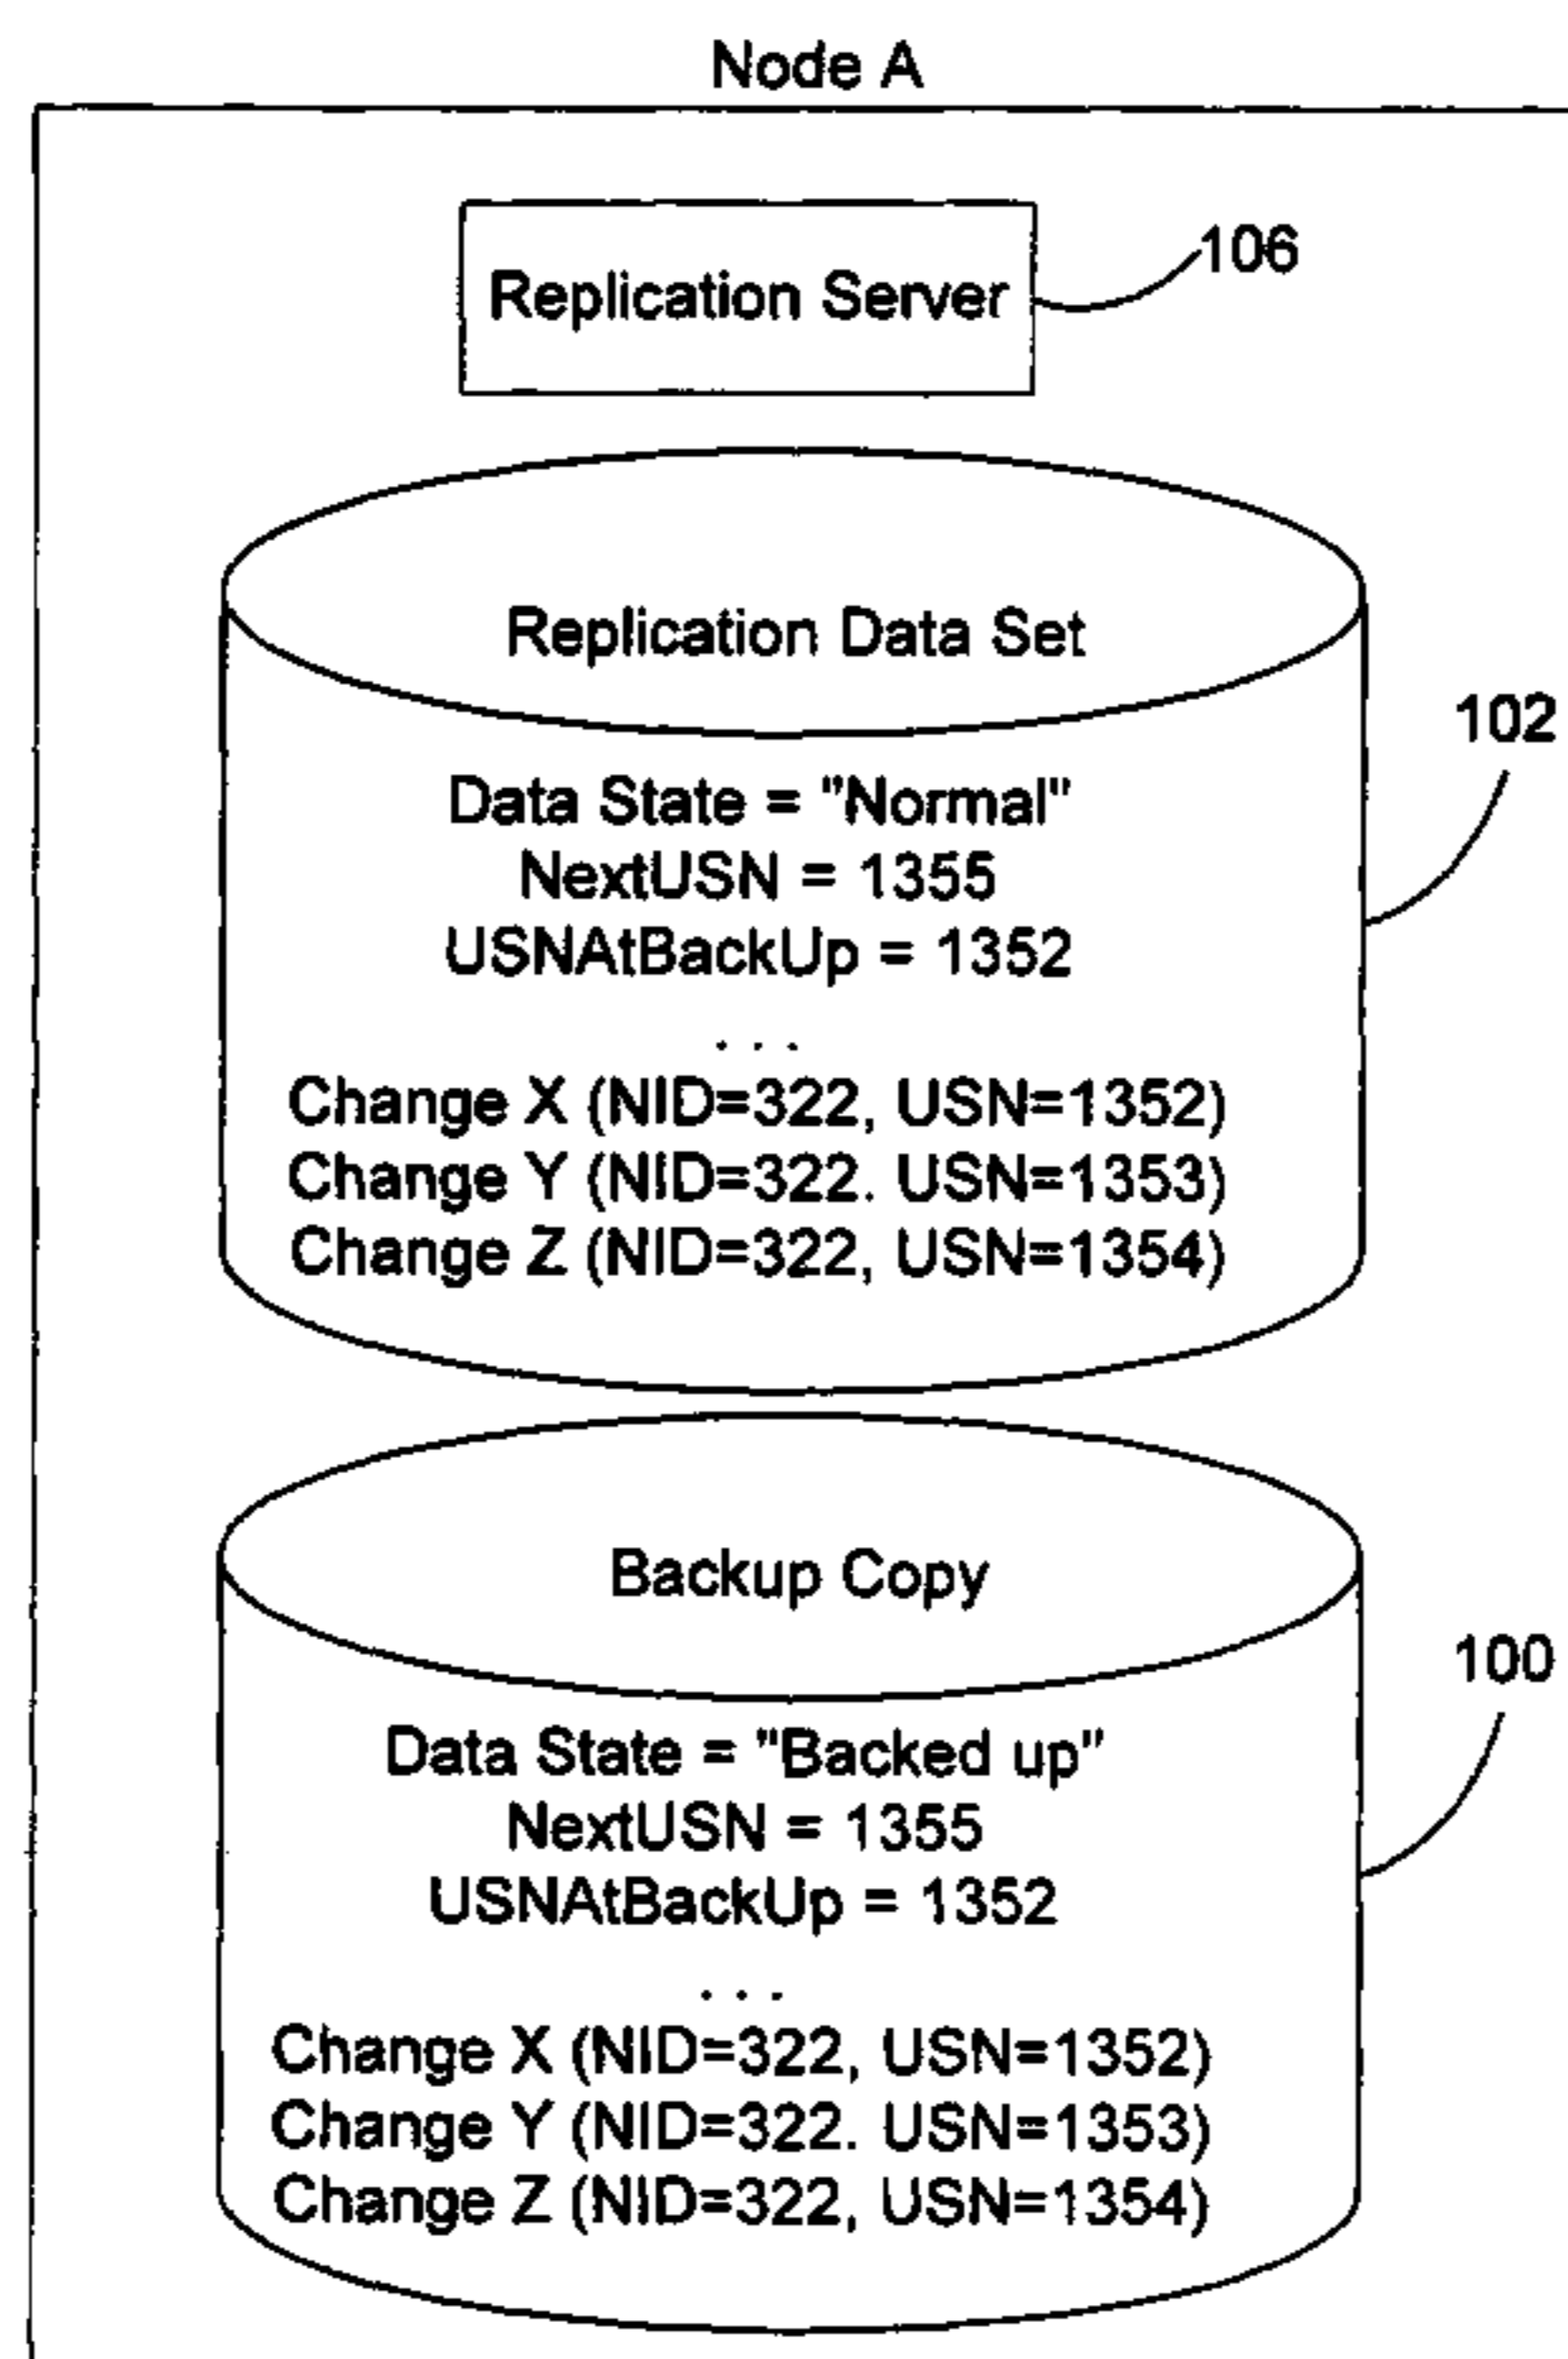 Node A
Replication Server
106
Replication Data Set
102
Data State = "Normal"
NextUSN = 1355
USNAtBackUp = 1352
. . .
Change X (NID=322, USN=1352)
Change Y (NID=322. USN=1353)
Change Z (NID=322, USN=1354)
Backup Copy
100
Data State = "Backed up"
NextUSN = 1355
USNAtBackUp = 1352
. . .
Change X (NID=322, USN=1352)
Change Y (NID=322. USN=1353)
Change Z (NID=322, USN=1354)